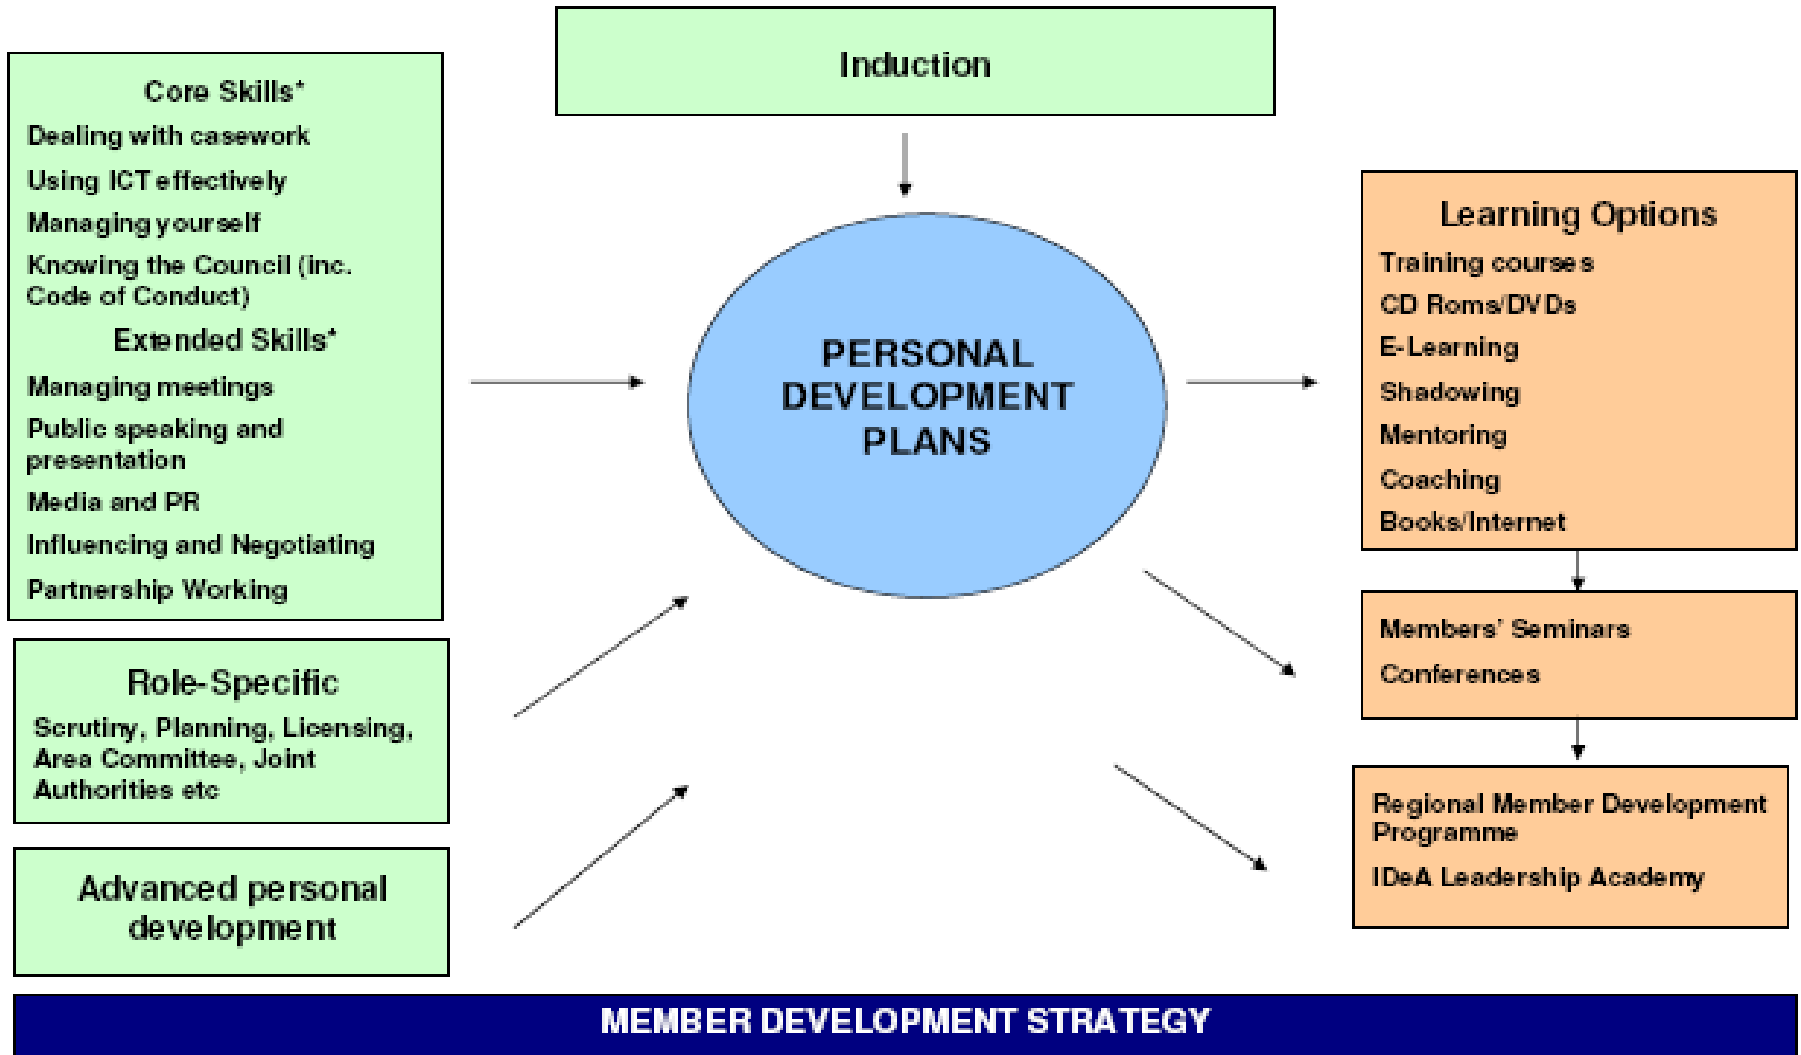 Induction
Core Skills*
Dealing with casework
Using ICT effectively
Managing yourself
Knowing the Council (inc.
Code of Conduct)
Extended Skills*
Managing meetings
Public speaking and
presentation
Media and PR
Influencing and Negotiating
Partnership Working
Role-Specific
Scrutiny, Planning, Licensing,
Area Committee, Joint
Authorities etc
Advanced personal
development
PERSONAL
DEVELOPMENT
PLANS
Learning Options
Training courses
CD Roms/DVDs
E-Learning
Shadowing
Mentoring
Coaching
Books/Internet
Members’ Seminars
Conferences
Regional Member Development
Programme
IDeA Leadership Academy
MEMBER DEVELOPMENT STRATEGY